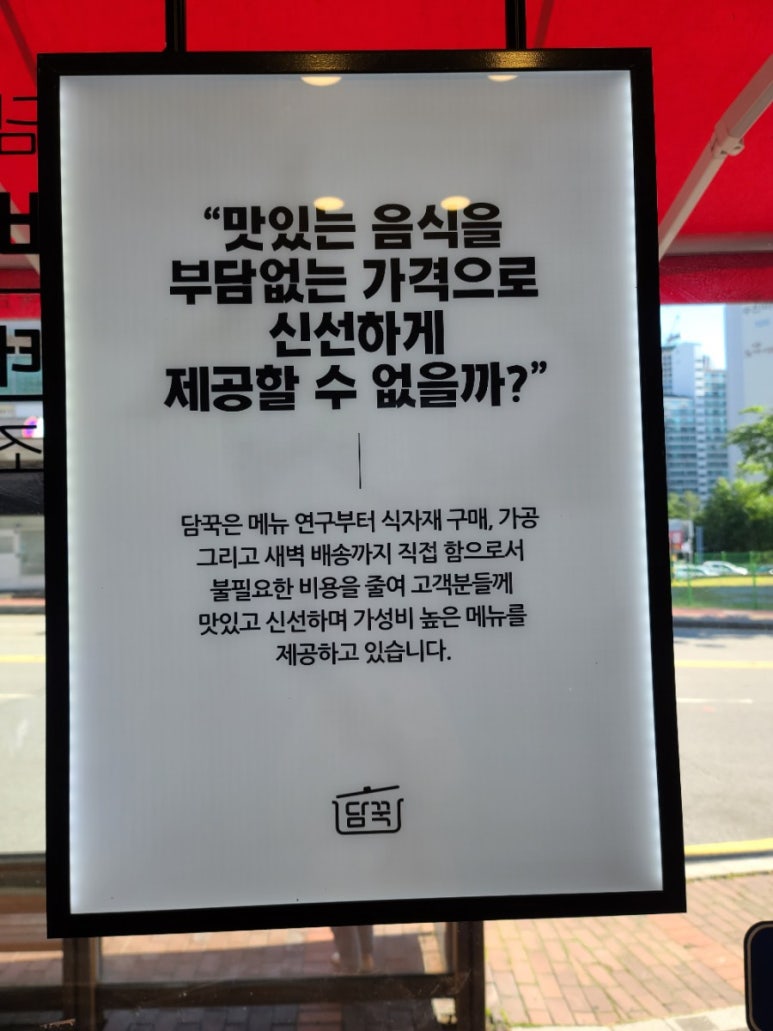 “맛있는 음식을
부담없는 가격으로
신선하게
제공할 수 없을까?”
담꾹은 메뉴 연구부터 식자재 구매, 가공
그리고 새벽 배송까지 직접 함으로서
불필요한 비용을 줄여 고객분들께
맛있고 신선하며 가성비 높은 메뉴를
제공하고 있습니다.
담꾹